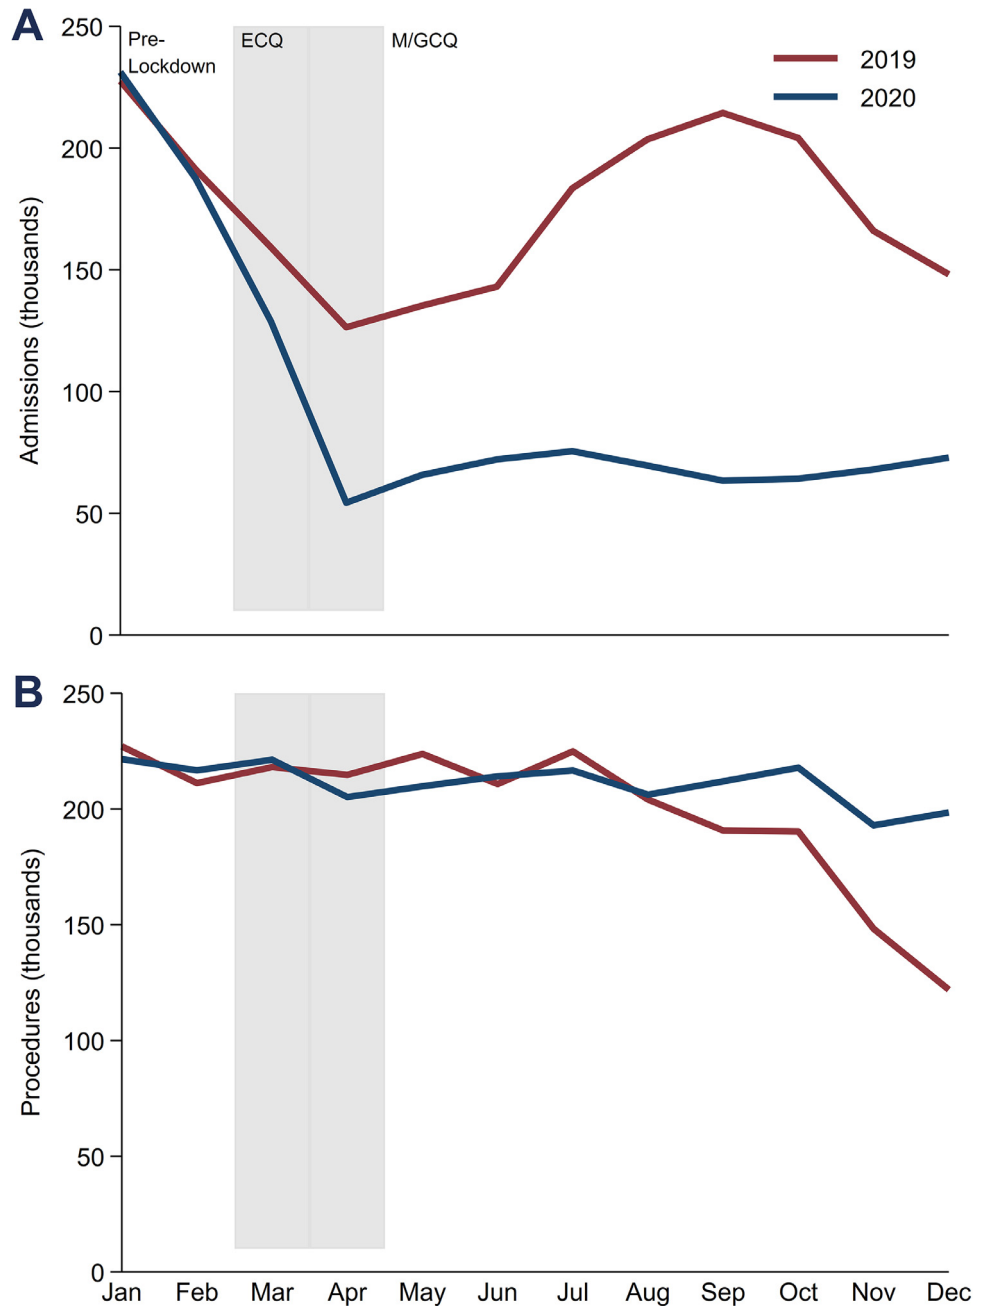 A
250
Pre-
Lockdown
ECQ
M/GCQ
2019
2020
200
150
100
50
0
Admissions (thousands)
B
250
200
150
100
50
0
Procedures (thousands)
Jan Feb Mar Apr May Jun Jul Aug Sep Oct Nov Dec